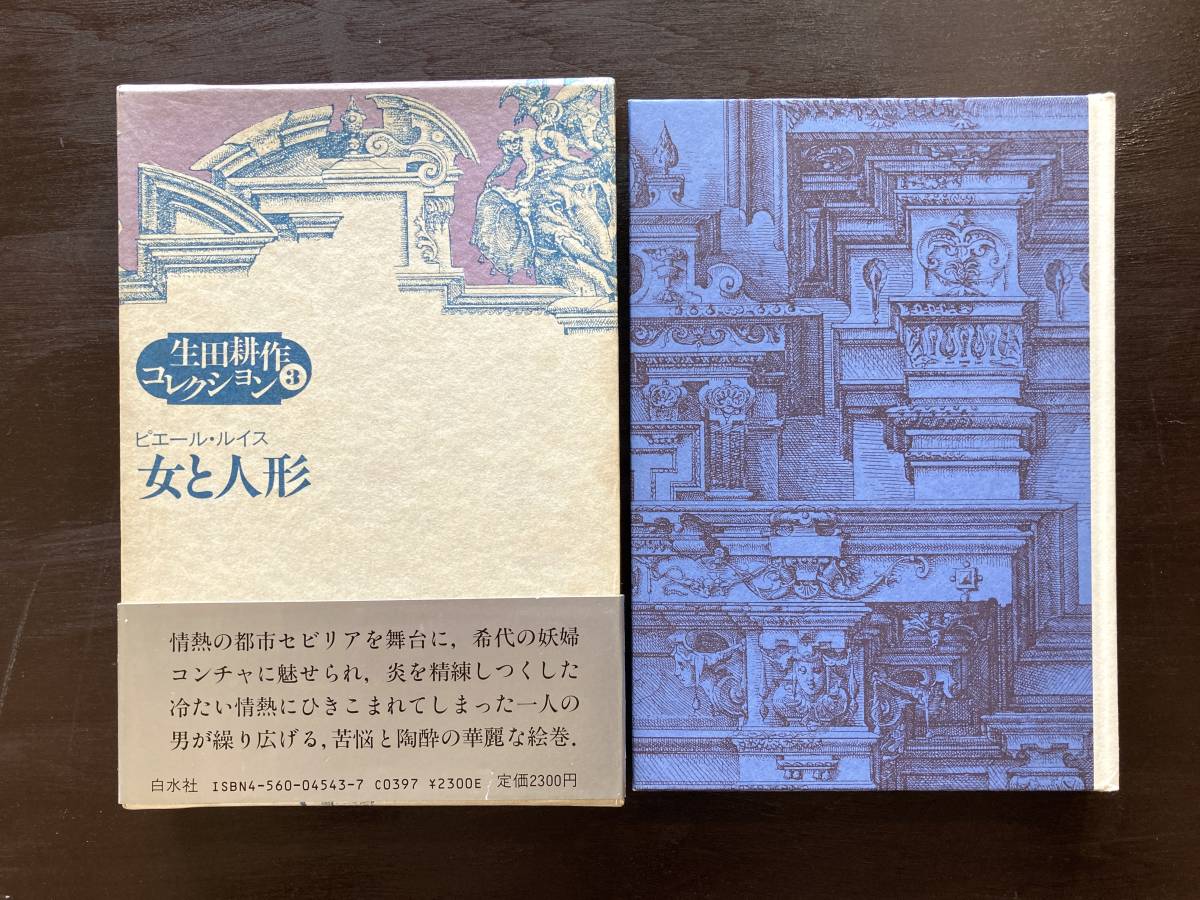 生田耕作
コレクション3
ピエール・ルイス
女と人形
情熱の都市セビリアを舞台に，希代の妖婦
コンチャに魅せられ，炎を精練しつくした
冷たい情熱にひきこまれてしまった一人の
男が繰り広げる，苦悩と陶酔の華麗な絵巻．
白水社 ISBN4-560-04543-7 C0397 ¥2300E 定価2300円